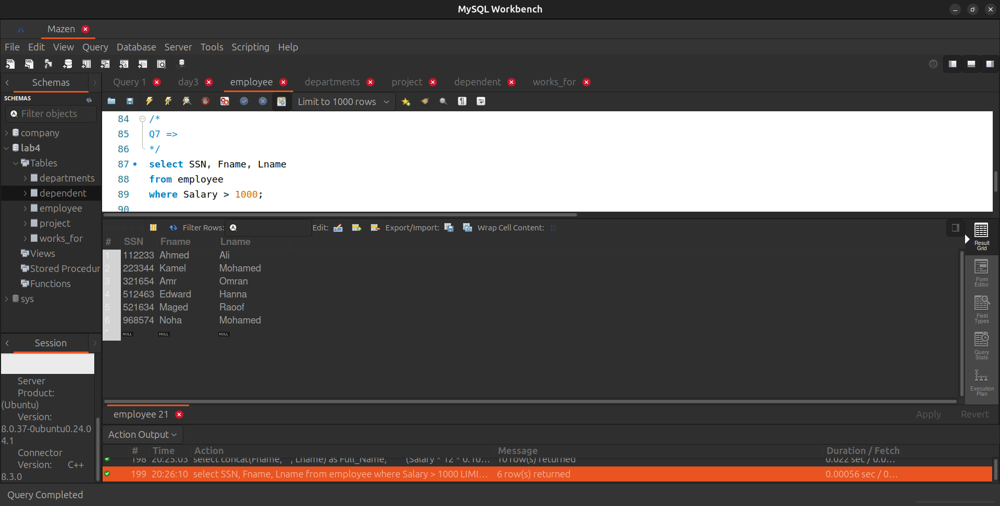 MySQL Workbench
Mazen
File Edit View Query Database Server Tools Scripting Help
Schemas
SCHEMAS
Filter objects
company
lab4
Tables
departments
dependent
employee
project
works_for
Views
Stored Procedur
Functions
sys
Session
Server
Product:
(Ubuntu)
Version:
8.0.37-0ubuntu0.24.0
4.1
Connector
Version: C++
8.3.0
Query 1 day3 employee departments project dependent works_for
Limit to 1000 rows
84 /*
85 Q7 =>
86 */
87 select SSN, Fname, Lname
88 from employee
89 where Salary > 1000;
90
Filter Rows: Edit: Export/Import: Wrap Cell Content:
# SSN Fname Lname
1 112233 Ahmed Ali
2 223344 Kamel Mohamed
3 321654 Amr Omran
4 512463 Edward Hanna
5 521634 Maged Raoof
6 968574 Noha Mohamed
* NULL NULL NULL
Result
Grid
Form
Editor
Field
Types
Query
Stats
Execution
Plan
employee 21 Apply Revert
Action Output
# Time Action Message Duration / Fetch
198 20:25:03 select concat(Fname, ' ', Lname) as Full_Name, (Salary * 12 * 0.10... 10 row(s) returned 0.022 sec / 0.0...
199 20:26:10 select SSN, Fname, Lname from employee where Salary > 1000 LIMI... 6 row(s) returned 0.00056 sec / 0...
Query Completed